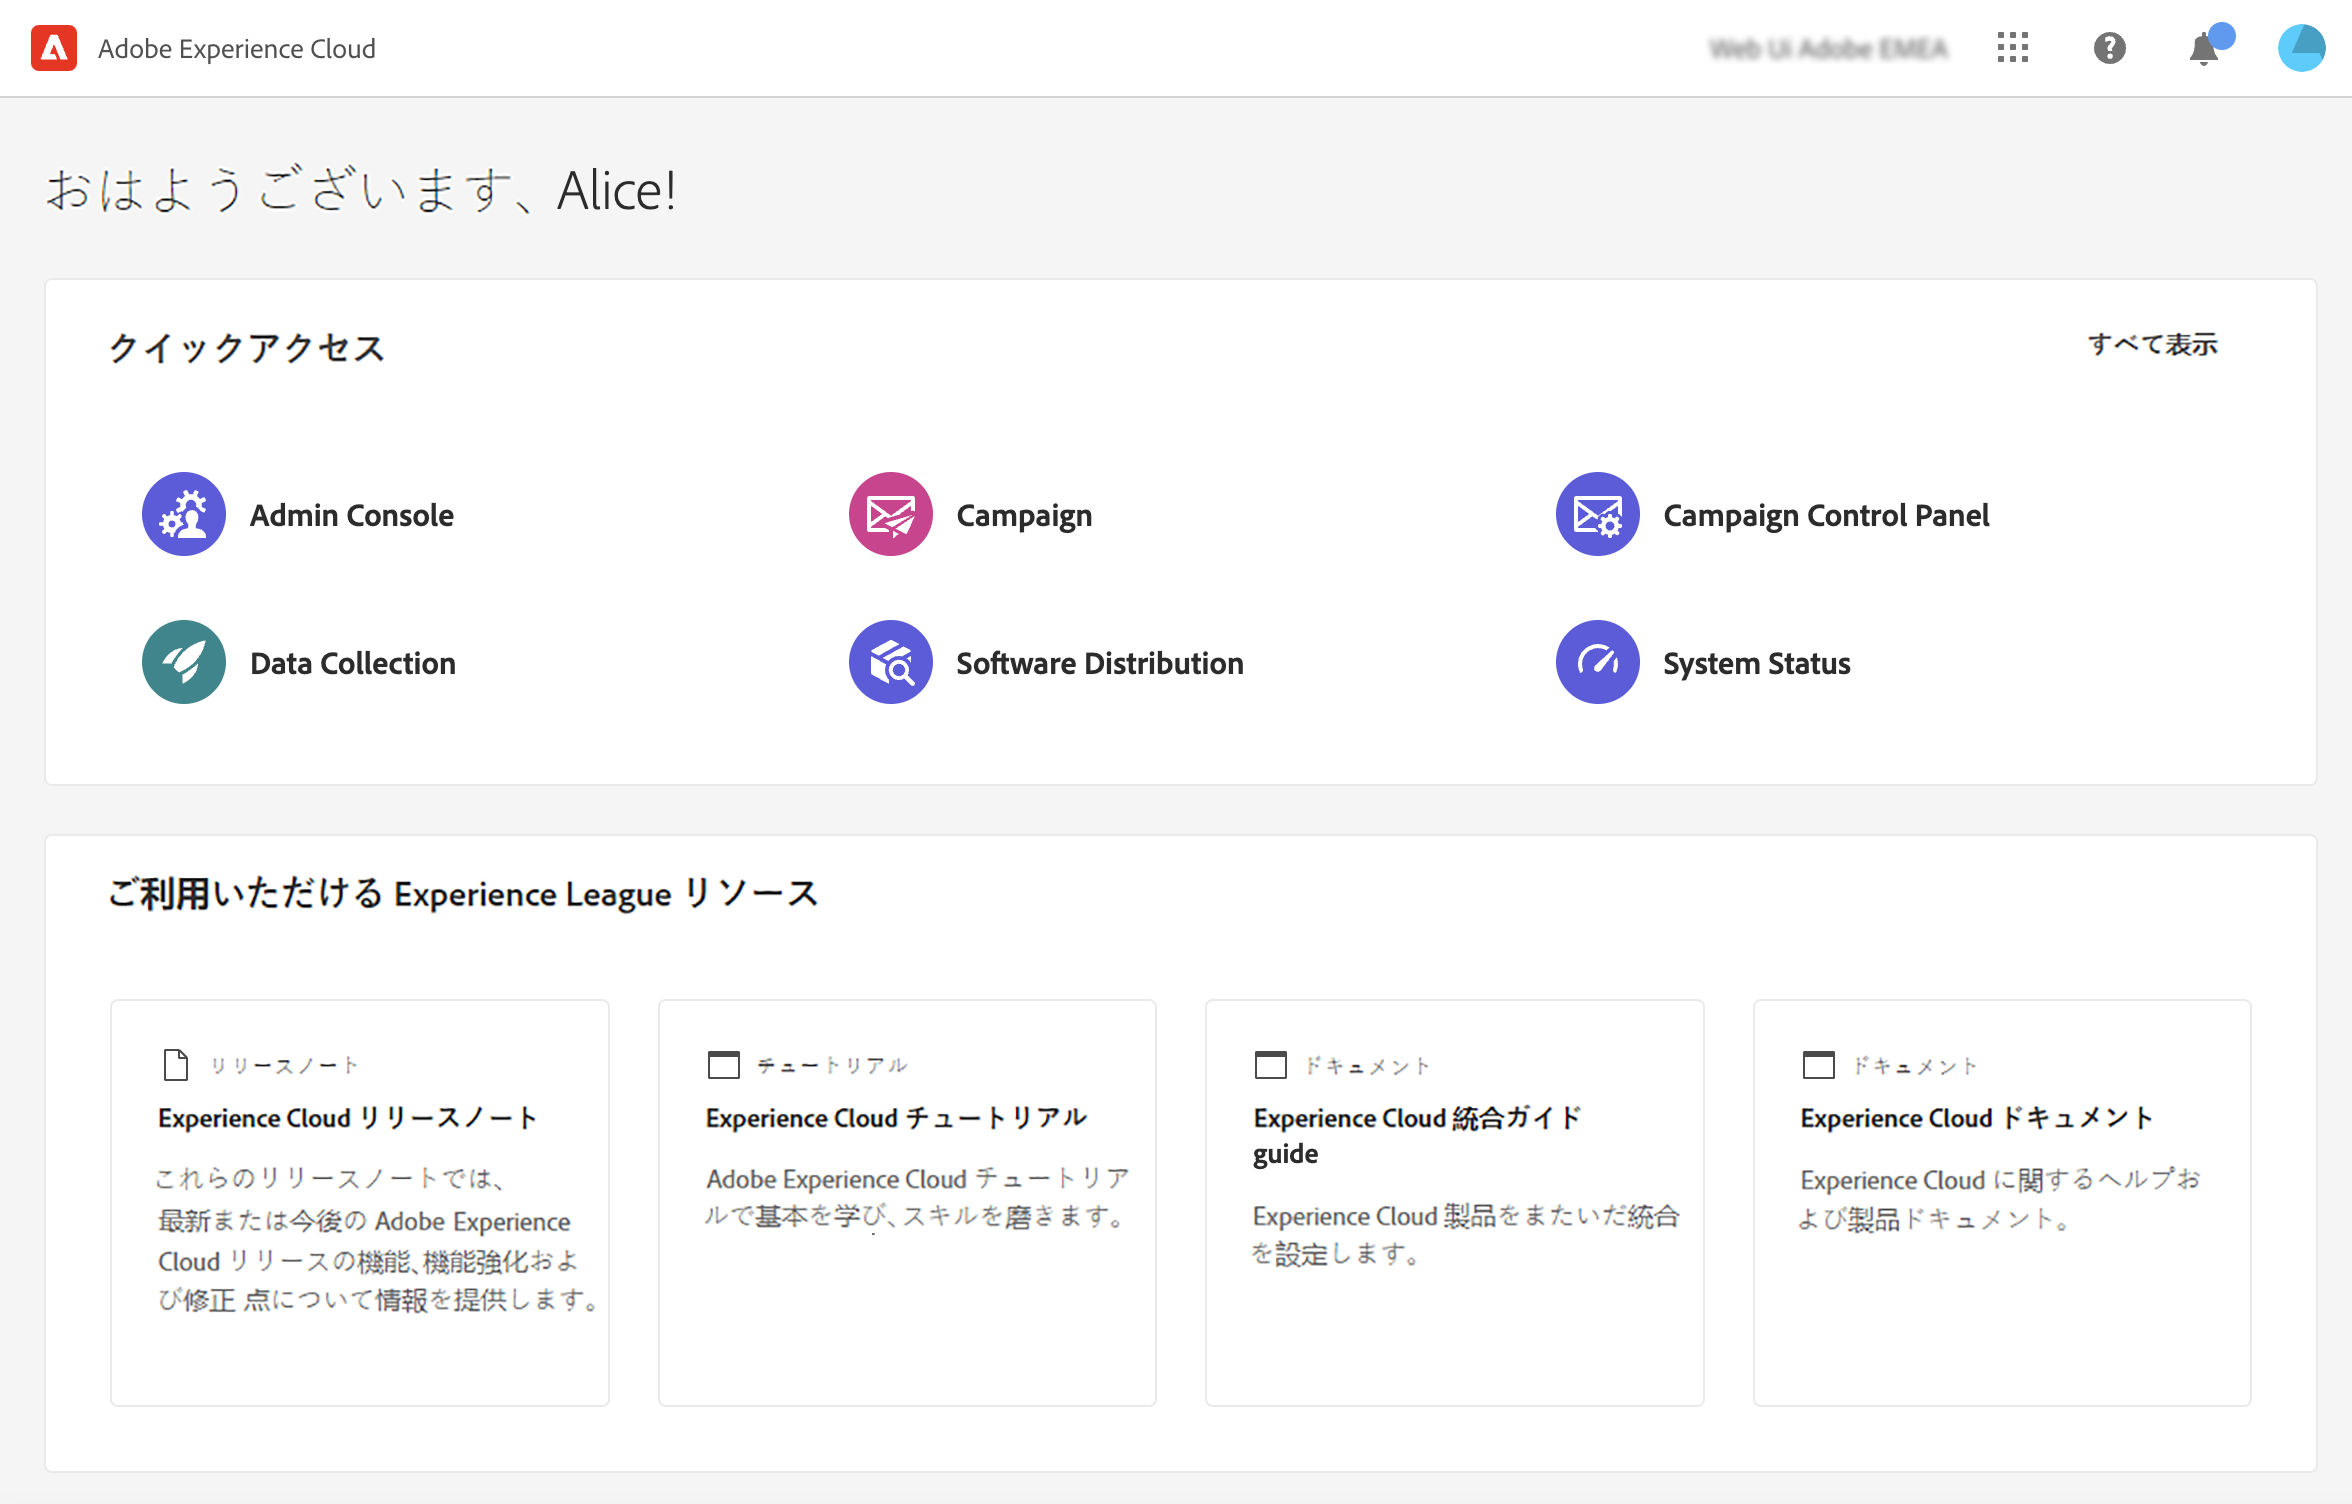 Adobe Experience Cloud
Web Ui Adobe EMEA
おはようございます、Alice!
クイックアクセス
すべて表示
Admin Console
Campaign
Campaign Control Panel
Data Collection
Software Distribution
System Status
ご利用いただける Experience League リソース
リリースノート
Experience Cloud リリースノート
これらのリリースノートでは、
最新または今後の Adobe Experience
Cloud リリースの機能、機能強化およ
び修正 点について情報を提供します。
チュートリアル
Experience Cloud チュートリアル
Adobe Experience Cloud チュートリア
ルで基本を学び、スキルを磨きます。
ドキュメント
Experience Cloud 統合ガイド
guide
Experience Cloud 製品をまたいだ統合
を設定します。
ドキュメント
Experience Cloud ドキュメント
Experience Cloud に関するヘルプお
よび製品ドキュメント。